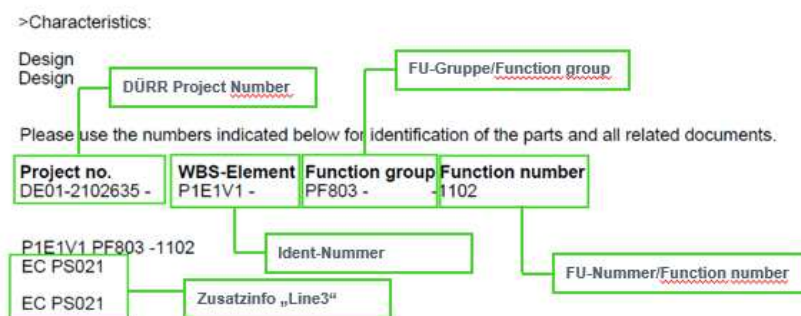 >Characteristics:
Design
Design
DÜRR Project Number
FU-Gruppe/Function group
Please use the numbers indicated below for identification of the parts and all related documents.
Project no. WBS-Element Function group Function number
DE01-2102635 - P1E1V1 - PF803 - -1102
P1E1V1 PF803 -1102
EC PS021
Ident-Nummer
FU-Nummer/Function number
EC PS021
Zusatzinfo „Line3“